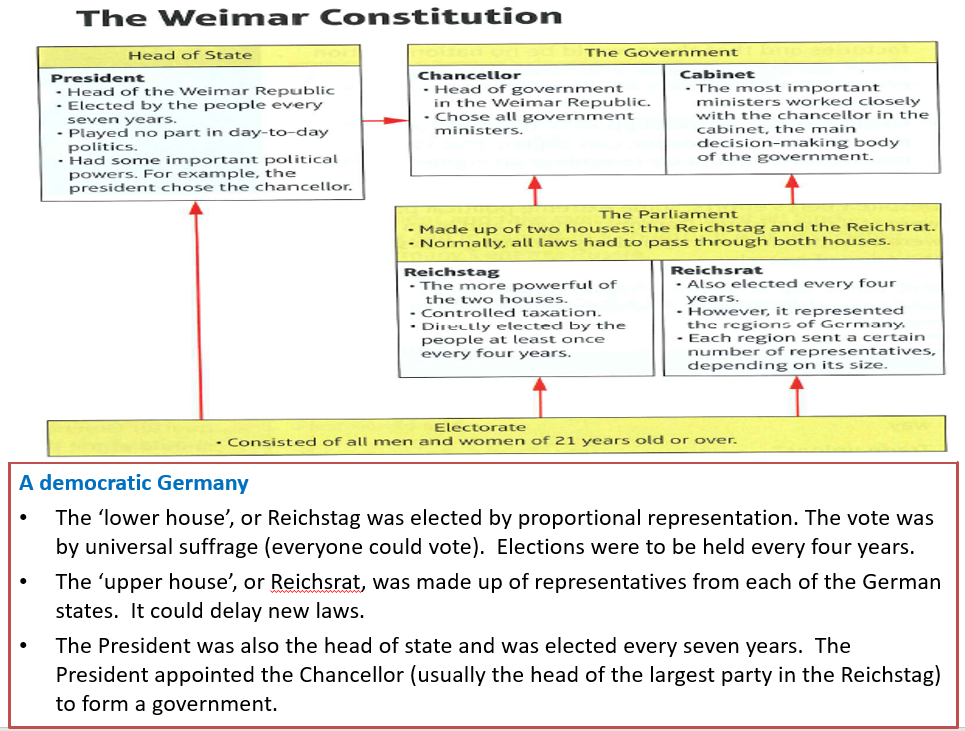 The Weimar Constitution
Head of State
President
• Head of the Weimar Republic
• Elected by the people every
seven years.
• Played no part in day-to-day
politics.
• Had some important political
powers. For example, the
president chose the chancellor.
The Government
Chancellor
• Head of government
in the Weimar Republic.
• Chose all government
ministers.
Cabinet
• The most important
ministers worked closely
with the chancellor in the
cabinet, the main
decision-making body
of the government.
The Parliament
• Made up of two houses: the Reichstag and the Reichsrat.
• Normally, all laws had to pass through both houses.
Reichstag
• The more powerful of
the two houses.
• Controlled taxation.
• Directly elected by the
people at least once
every four years.
Reichsrat
• Also elected every four
years.
• However, it represented
the regions of Germany.
• Each region sent a certain
number of representatives,
depending on its size.
Electorate
• Consisted of all men and women of 21 years old or over.
A democratic Germany
• The ‘lower house’, or Reichstag was elected by proportional representation. The vote was
by universal suffrage (everyone could vote). Elections were to be held every four years.
• The ‘upper house’, or Reichsrat, was made up of representatives from each of the German
states. It could delay new laws.
• The President was also the head of state and was elected every seven years. The
President appointed the Chancellor (usually the head of the largest party in the Reichstag)
to form a government.